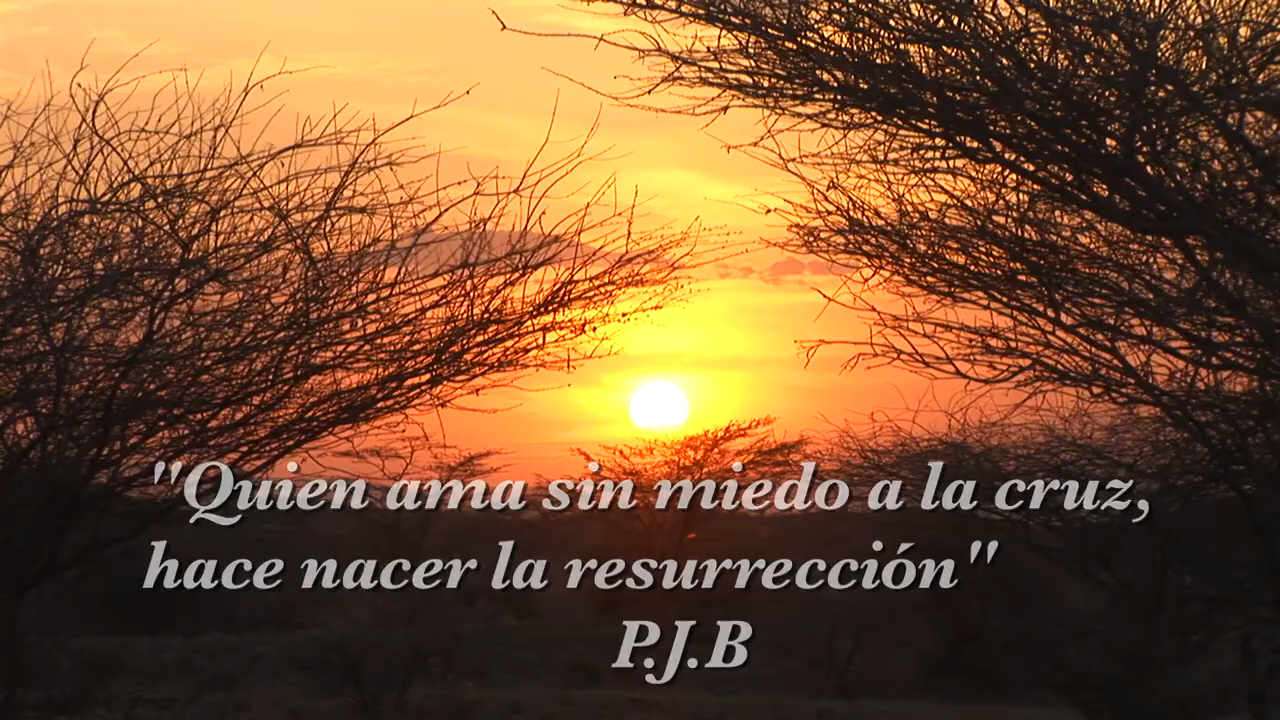 "Quien ama sin miedo a la cruz,
hace nacer la resurrección"
P.J.B